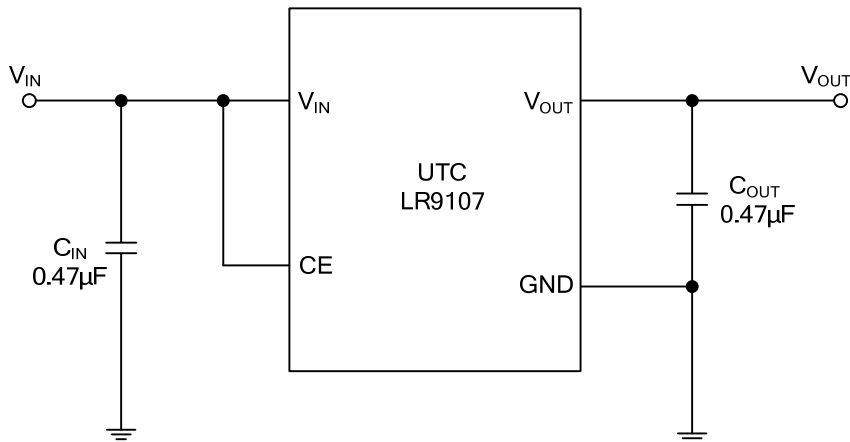 VIN
VOUT
VIN
VOUT
UTC
LR9107
COUT
0.47µF
CIN
0.47µF
CE
GND